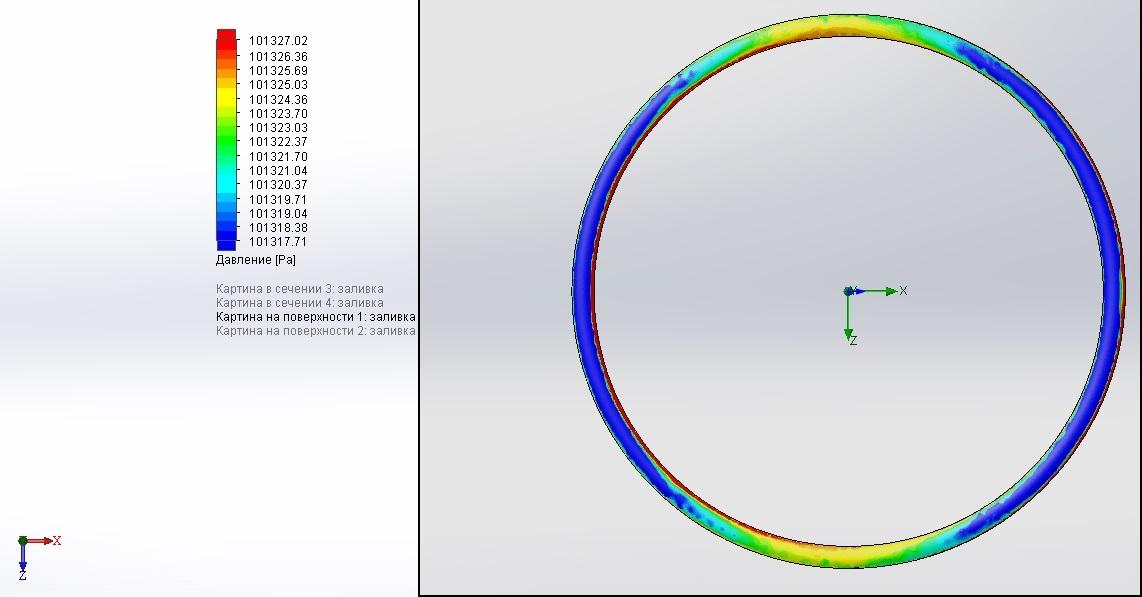 101327.02
101326.36
101325.69
101325.03
101324.36
101323.70
101323.03
101322.37
101321.70
101321.04
101320.37
101319.71
101319.04
101318.38
101317.71
Давление [Pa]
Картина в сечении 3: заливка
Картина в сечении 4: заливка
Картина на поверхности 1: заливка
Картина на поверхности 2: заливка
X
Z
X
Z